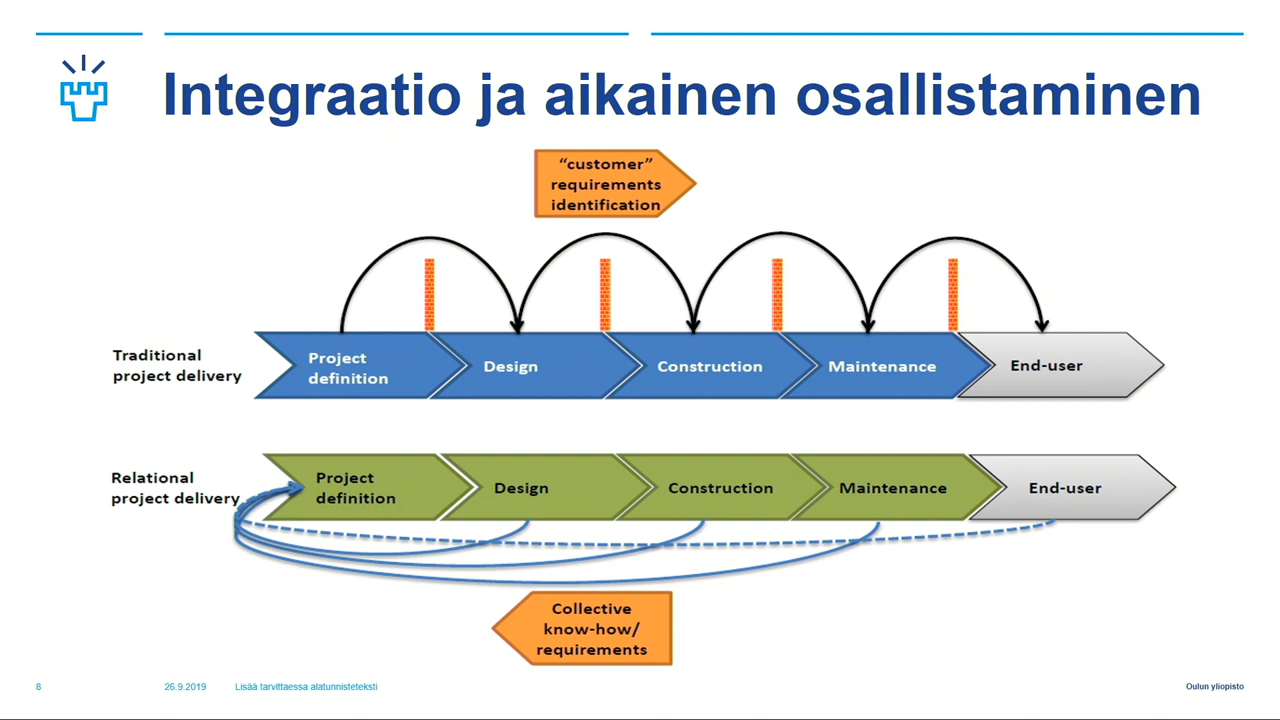 Integraatio ja aikainen osallistaminen
“customer”
requirements
identification
Traditional
project delivery
Project
definition
Design
Construction
Maintenance
End-user
Relational
project delivery
Project
definition
Design
Construction
Maintenance
End-user
Collective
know-how/
requirements
8
26.9.2019
Lisää tarvittaessa alatunnisteteksti
Oulun yliopisto